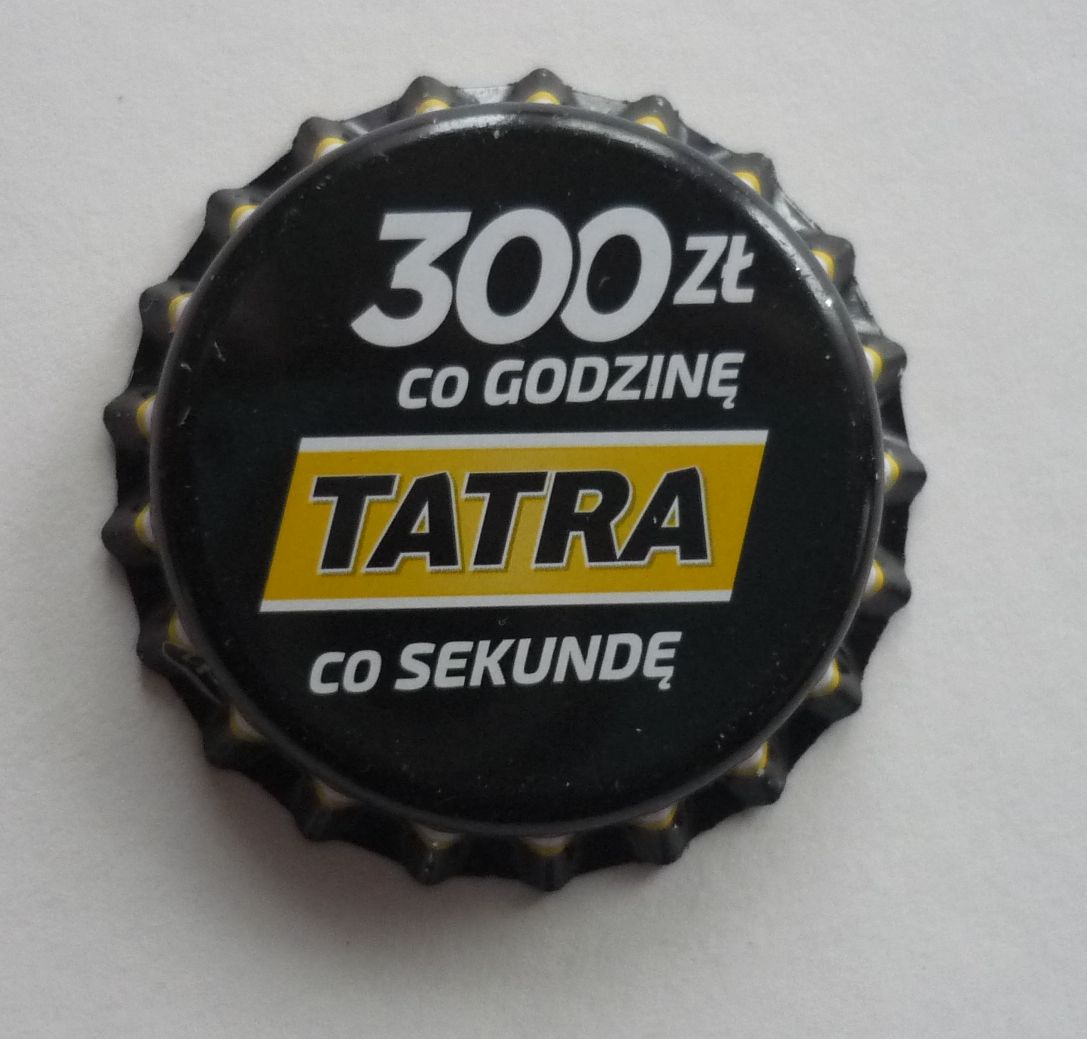 300 ZŁ
CO GODZINĘ
TATRA
CO SEKUNDĘ